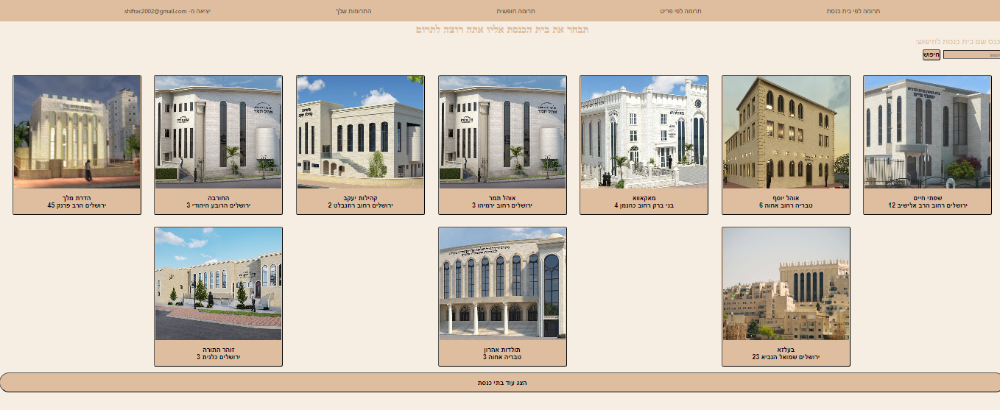 תרומה לפי בית כנסת
תרומה לפי פריט
תרומה חופשית
התרומות שלך
יציאה מ- shifrac2002@gmail.com
תבחר את בית הכנסת אליו אתה רוצה לתרום
כנס שם בית כנסת לחיפוש:
חיפוש
שפתי חיים
ירושלים רחוב הרב אלישיב 12
אוהל יוסף
טבריה רחוב אחוה 6
מאקאווא
בני ברק רחוב כהנמן 4
אוהל תמר
ירושלים רחוב ירמיהו 3
קהילות יעקב
ירושלים רחוב רוזנבלט 2
החורבה
ירושלים הרובע היהודי 3
הדרת מלך
ירושלים הרב פרנק 45
בעלזא
ירושלים שמואל הנביא 23
תולדות אהרון
טבריה אחוה 3
זוהר התורה
ירושלים כלנית 3
הצג עוד בתי כנסת